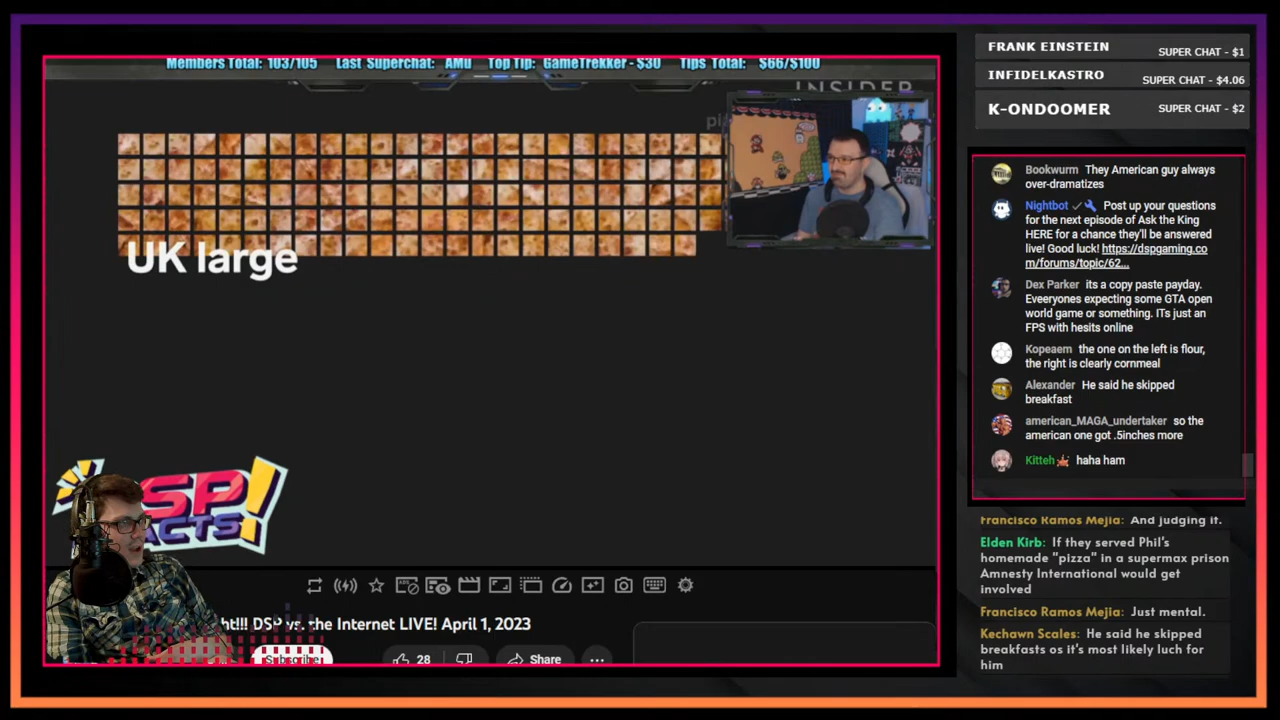 Members Total: 103/105 Last Superchat: AMu Top Tip: GameTrekker - $30 Tips Total: $66/$100
INSIDER
UK large
SP
ACTS!
ht!!! DSP vs. the Internet LIVE! April 1, 2023
Subscribe
28
Share
FRANK EINSTEIN SUPER CHAT - $1
INFIDELKASTRO SUPER CHAT - $4.06
K-ONDOOMER SUPER CHAT - $2
Bookwurm They American guy always
over-dramatizes
Nightbot Post up your questions
for the next episode of Ask the King
HERE for a chance they'll be answered
live! Good luck! https://dspgaming.co
m/forums/topic/62...
Dex Parker its a copy paste payday.
Eveeryones expecting some GTA open
world game or something. ITs just an
FPS with hesits online
Kopeaem the one on the left is flour,
the right is clearly cornmeal
Alexander He said he skipped
breakfast
american_MAGA_undertaker so the
american one got .5inches more
Kitteh haha ham
Francisco Ramos Mejia: And judging it.
Elden Kirb: If they served Phil's
homemade "pizza" in a supermax prison
Amnesty International would get
involved
Francisco Ramos Mejia: Just mental.
Kechawn Scales: He said he skipped
breakfasts os it's most likely luch for
him